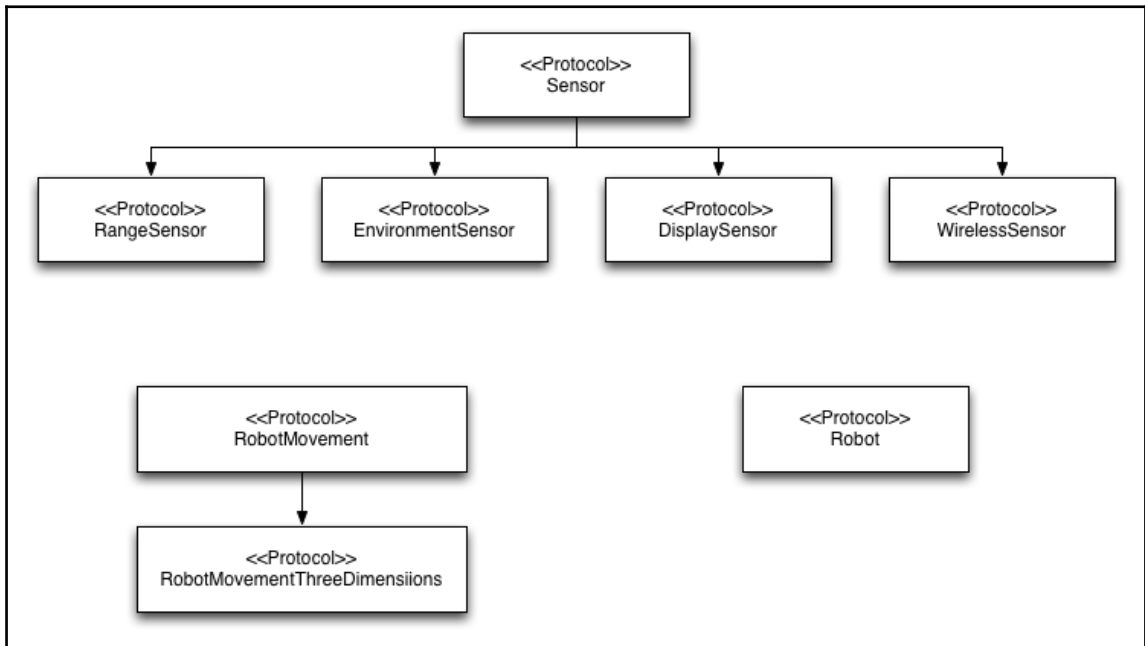 <<Protocol>>
Sensor
<<Protocol>>
RangeSensor
<<Protocol>>
EnvironmentSensor
<<Protocol>>
DisplaySensor
<<Protocol>>
WirelessSensor
<<Protocol>>
RobotMovement
<<Protocol>>
Robot
<<Protocol>>
RobotMovementThreeDimensiions